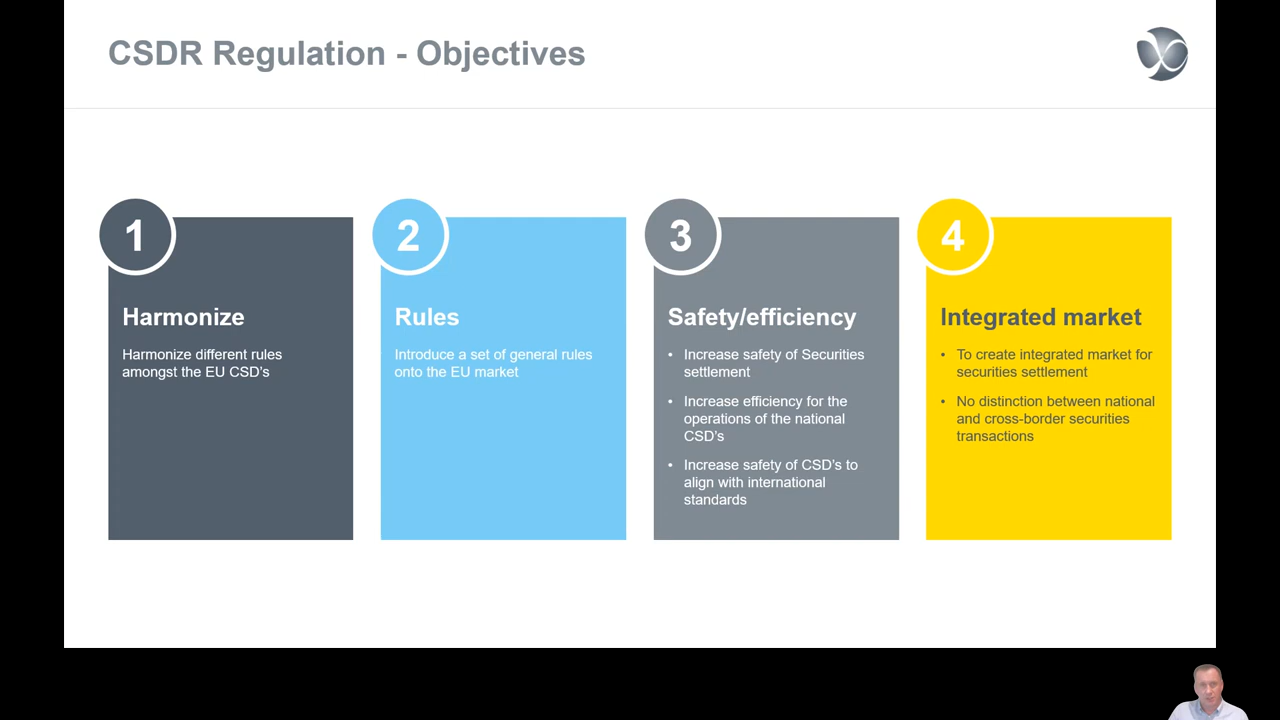 CSDR Regulation - Objectives
1
Harmonize
Harmonize different rules
amongst the EU CSD's
2
Rules
Introduce a set of general rules
onto the EU market
3
Safety/efficiency
• Increase safety of Securities
settlement
• Increase efficiency for the
operations of the national
CSD's
• Increase safety of CSD's to
align with international
standards
4
Integrated market
• To create integrated market for
securities settlement
• No distinction between national
and cross-border securities
transactions